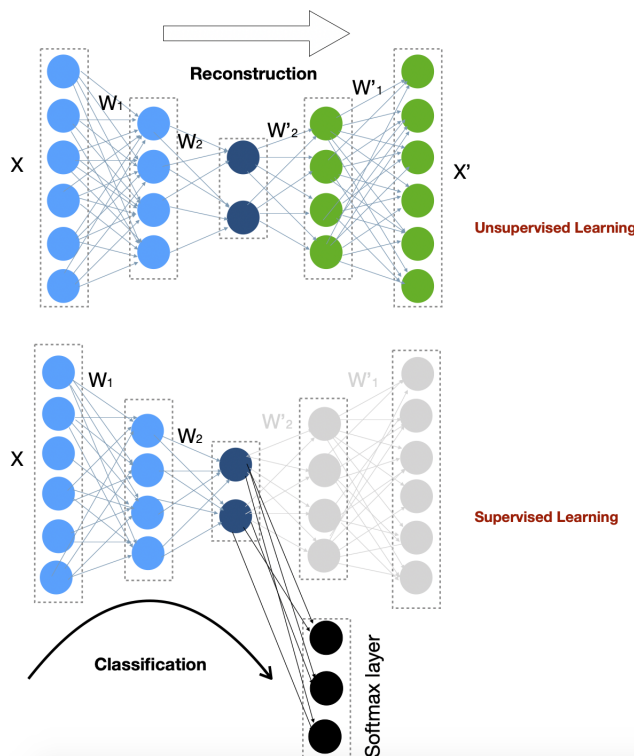 Reconstruction
W'₁
W₁
W₂
W'₂
X
X'
Unsupervised Learning
W₁
W'₁
W'₂
W₂
X
Supervised Learning
Classification
Softmax layer